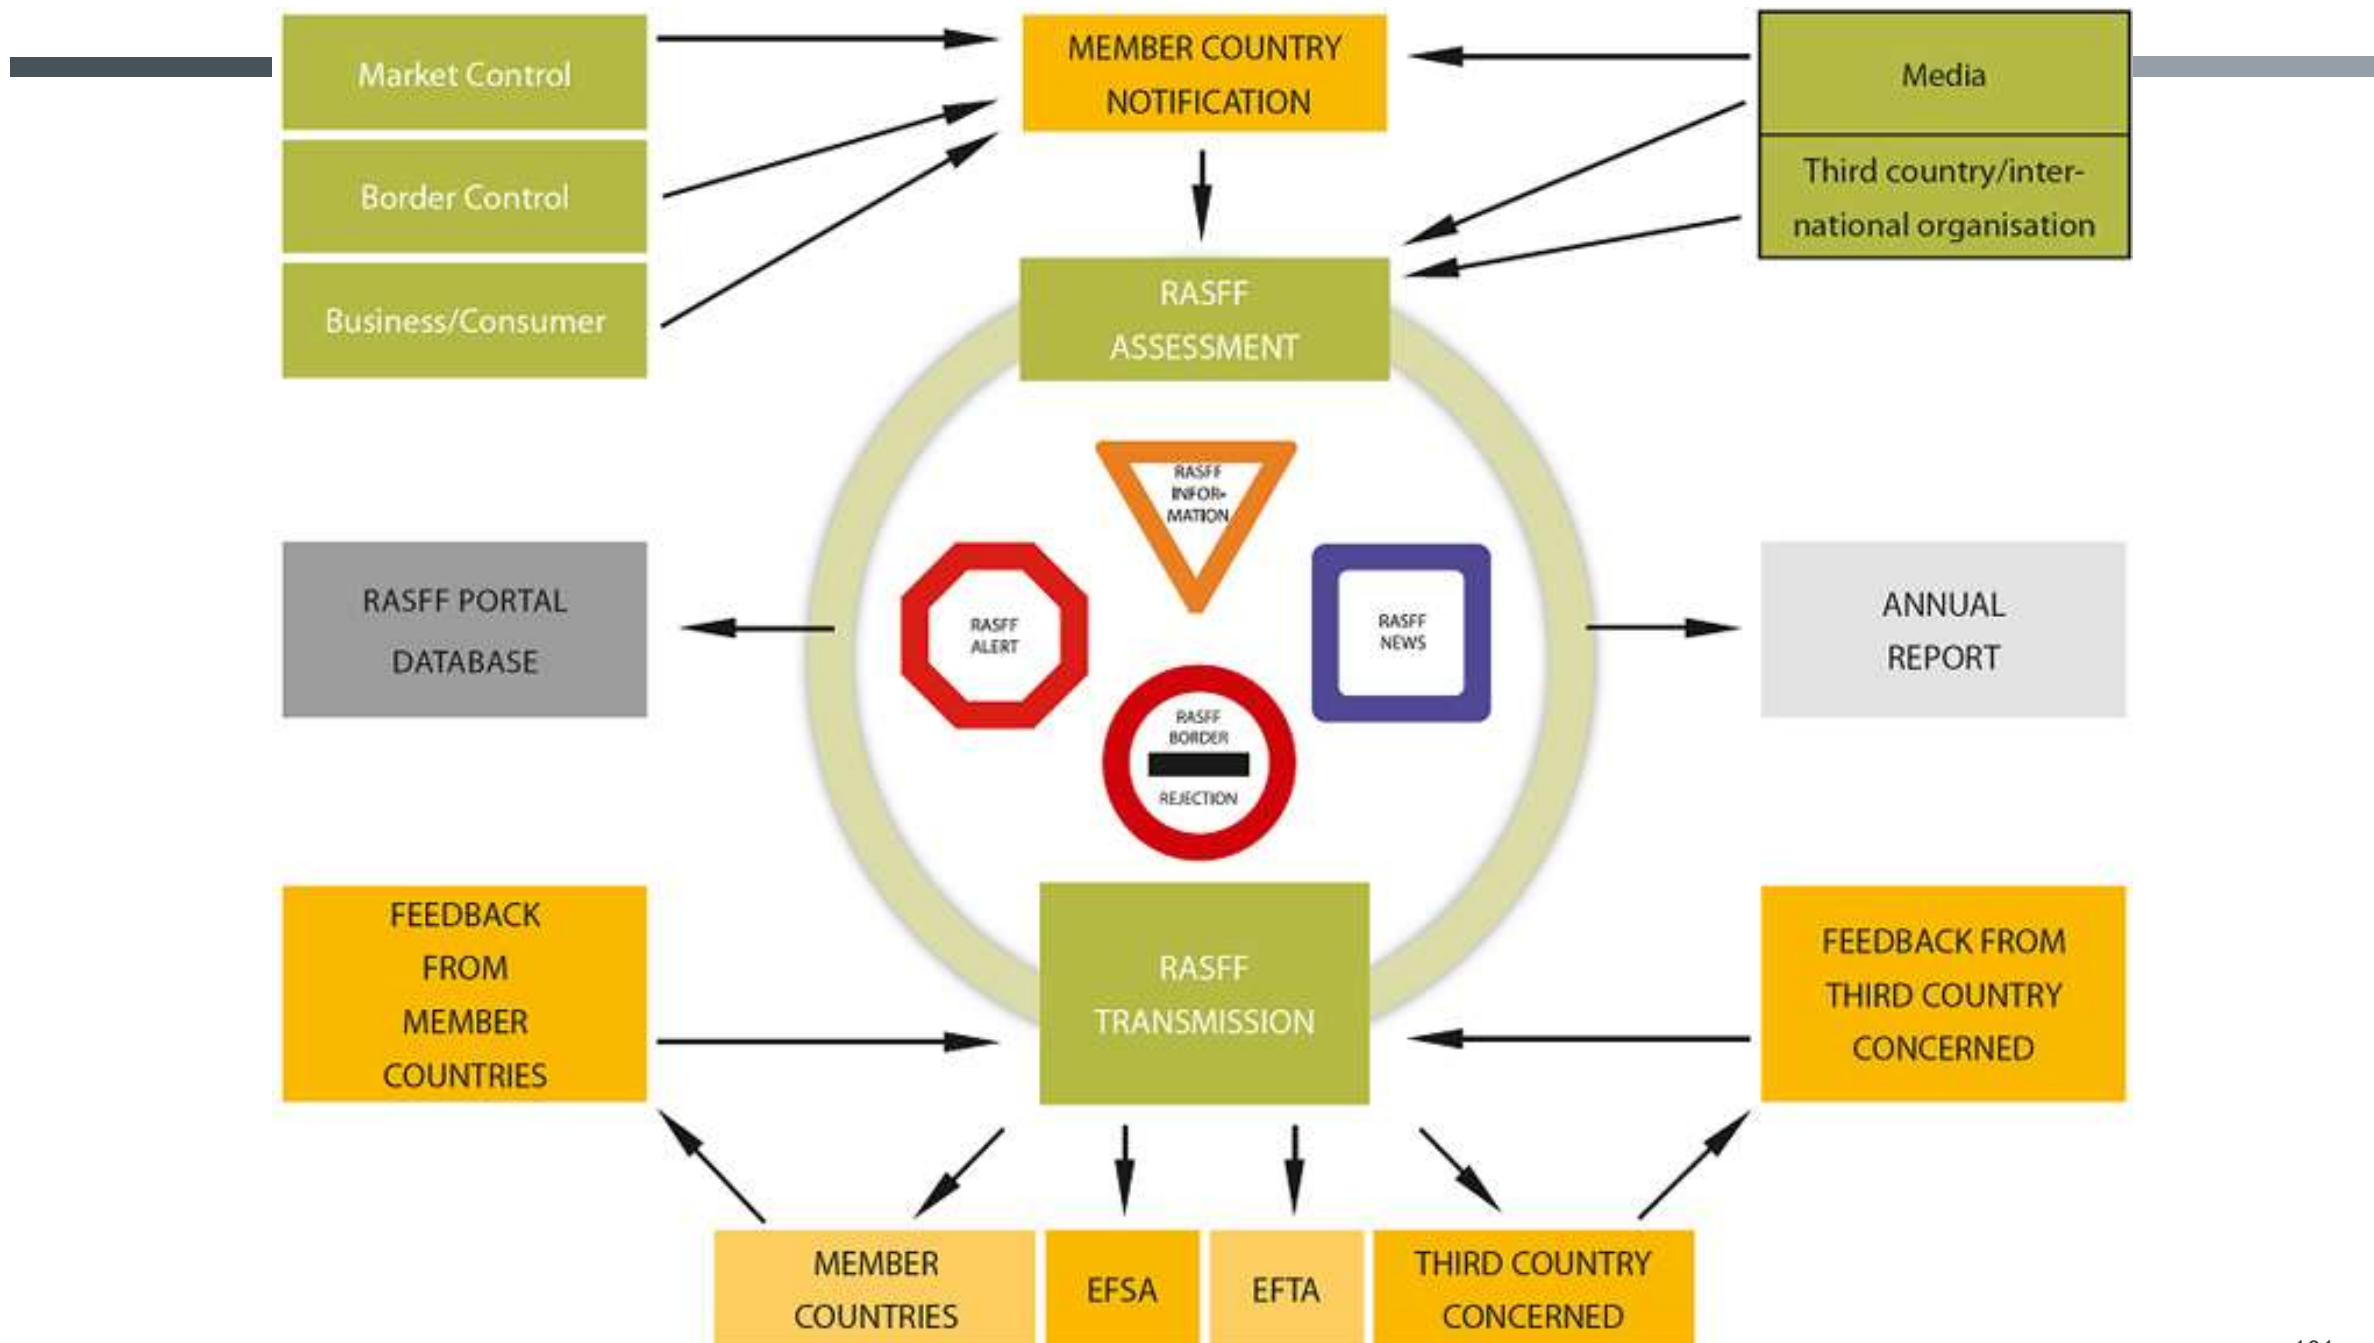 Market Control
MEMBER COUNTRY
NOTIFICATION
Media
Border Control
Third country/inter-
national organisation
Business/Consumer
RASFF
ASSESSMENT
RASFF
INFOR-
MATION
RASFF
ALERT
RASFF
NEWS
RASFF
BORDER
REJECTION
RASFF PORTAL
DATABASE
ANNUAL
REPORT
FEEDBACK
FROM
MEMBER
COUNTRIES
RASFF
TRANSMISSION
FEEDBACK FROM
THIRD COUNTRY
CONCERNED
MEMBER
COUNTRIES
EFSA
EFTA
THIRD COUNTRY
CONCERNED